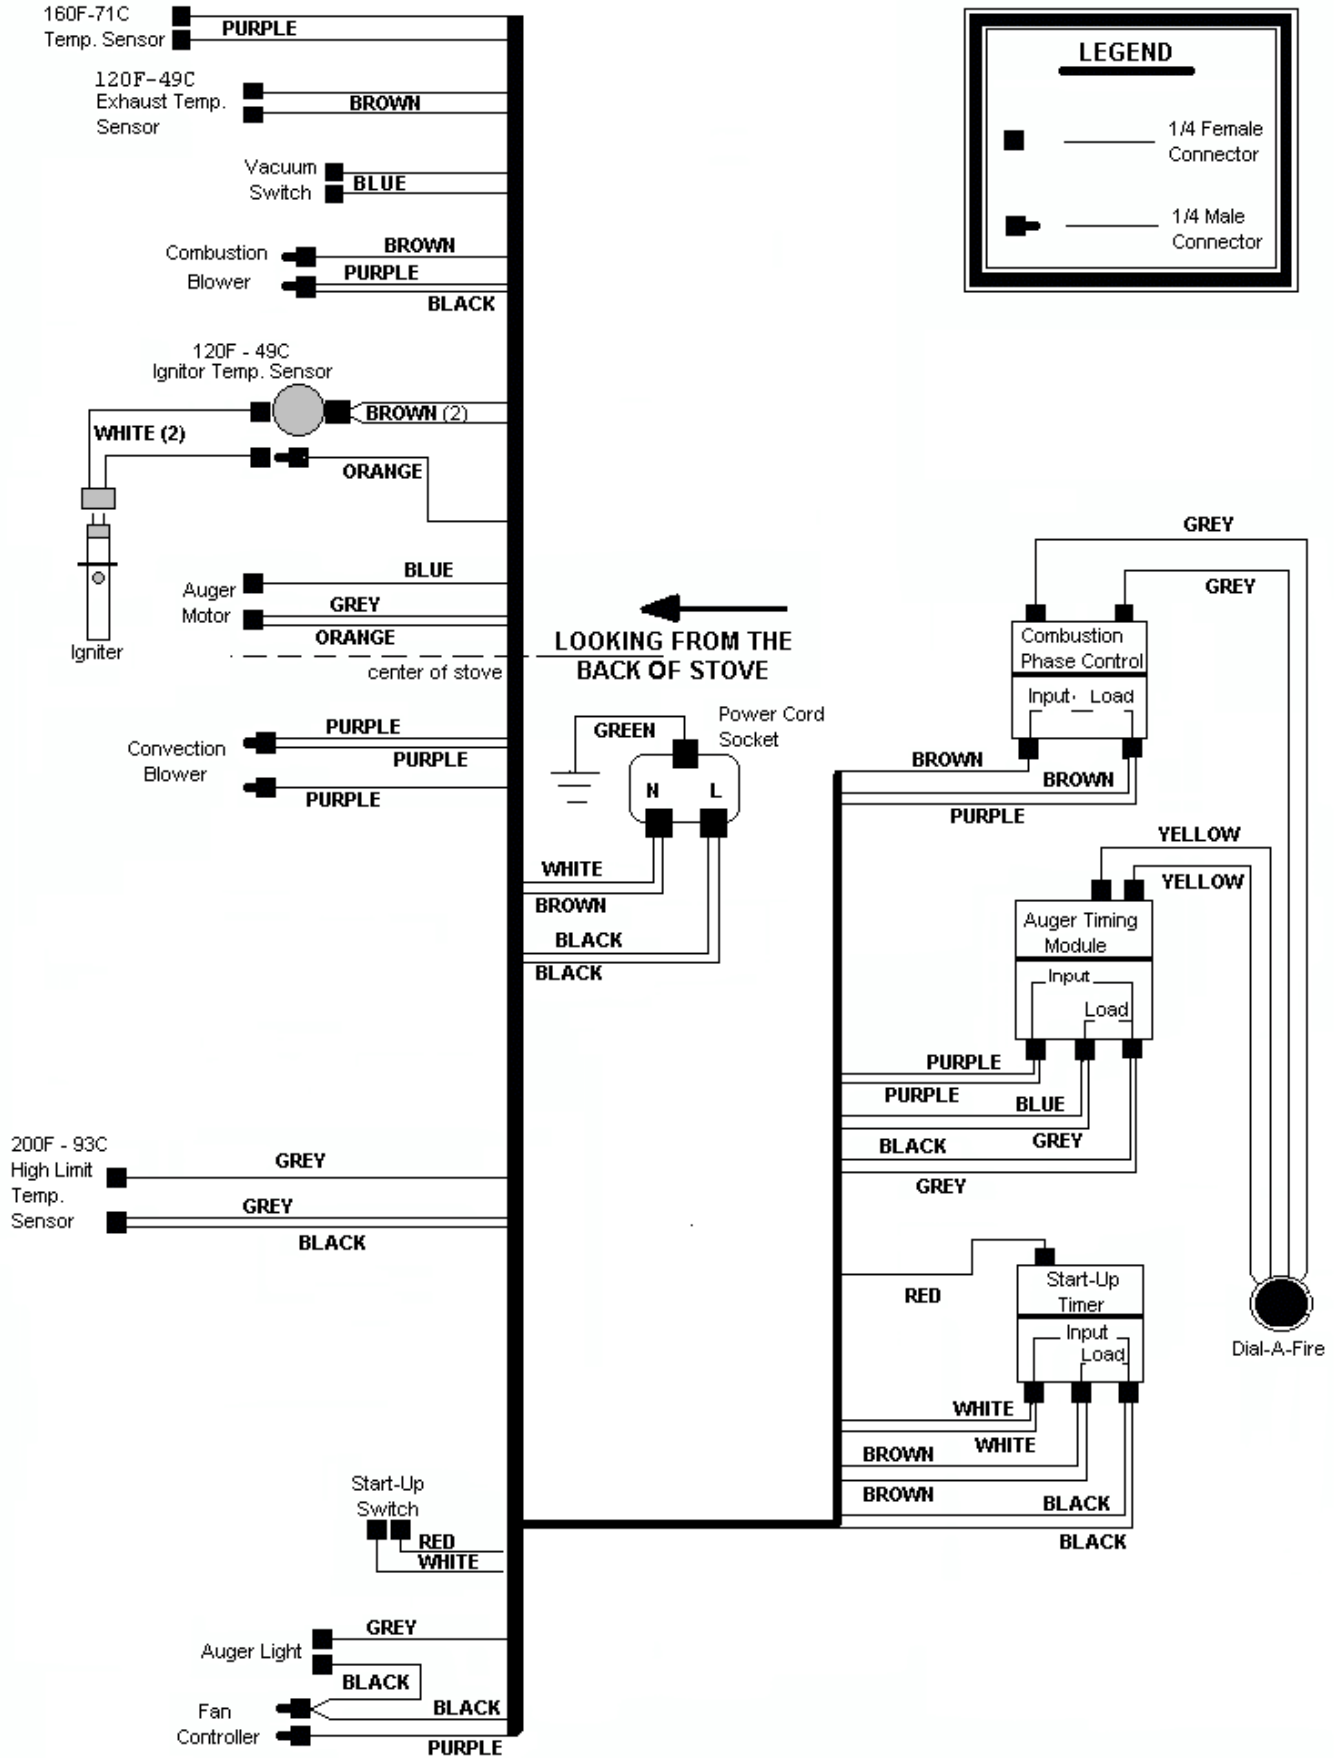 160F-71C
Temp. Sensor
PURPLE
120F-49C
Exhaust Temp.
Sensor
BROWN
Vacuum
Switch
BLUE
Combustion
Blower
BROWN
PURPLE
BLACK
120F - 49C
Ignitor Temp. Sensor
BROWN (2)
WHITE (2)
ORANGE
Igniter
Auger
Motor
BLUE
GREY
ORANGE
center of stove
LOOKING FROM THE
BACK OF STOVE
Convection
Blower
PURPLE
PURPLE
PURPLE
GREEN
Power Cord
Socket
N L
WHITE
BROWN
BLACK
BLACK
200F - 93C
High Limit
Temp.
Sensor
GREY
GREY
BLACK
Start-Up
Switch
RED
WHITE
Auger Light
GREY
BLACK
Fan
Controller
BLACK
PURPLE
LEGEND
1/4 Female
Connector
1/4 Male
Connector
GREY
GREY
Combustion
Phase Control
Input Load
BROWN
BROWN
PURPLE
YELLOW
YELLOW
Auger Timing
Module
Input
Load
PURPLE
PURPLE
BLUE
GREY
BLACK
GREY
RED
Start-Up
Timer
Input
Load
WHITE
WHITE
BROWN
BROWN
BLACK
BLACK
Dial-A-Fire